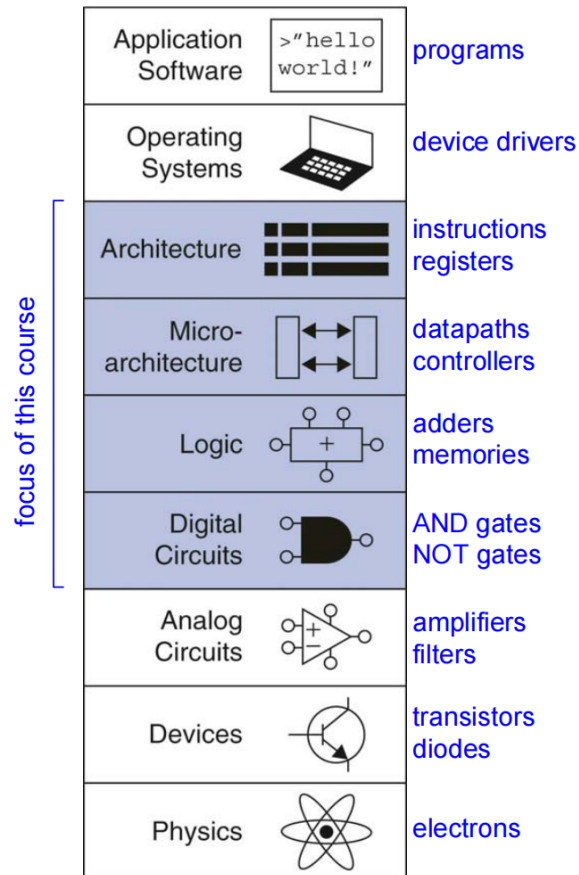 Application
Software
>"hello
world!"
programs
Operating
Systems
device drivers
focus of this course
Architecture
instructions
registers
Micro-
architecture
datapaths
controllers
Logic
+
adders
memories
Digital
Circuits
AND gates
NOT gates
Analog
Circuits
+
−
amplifiers
filters
Devices
transistors
diodes
Physics
electrons